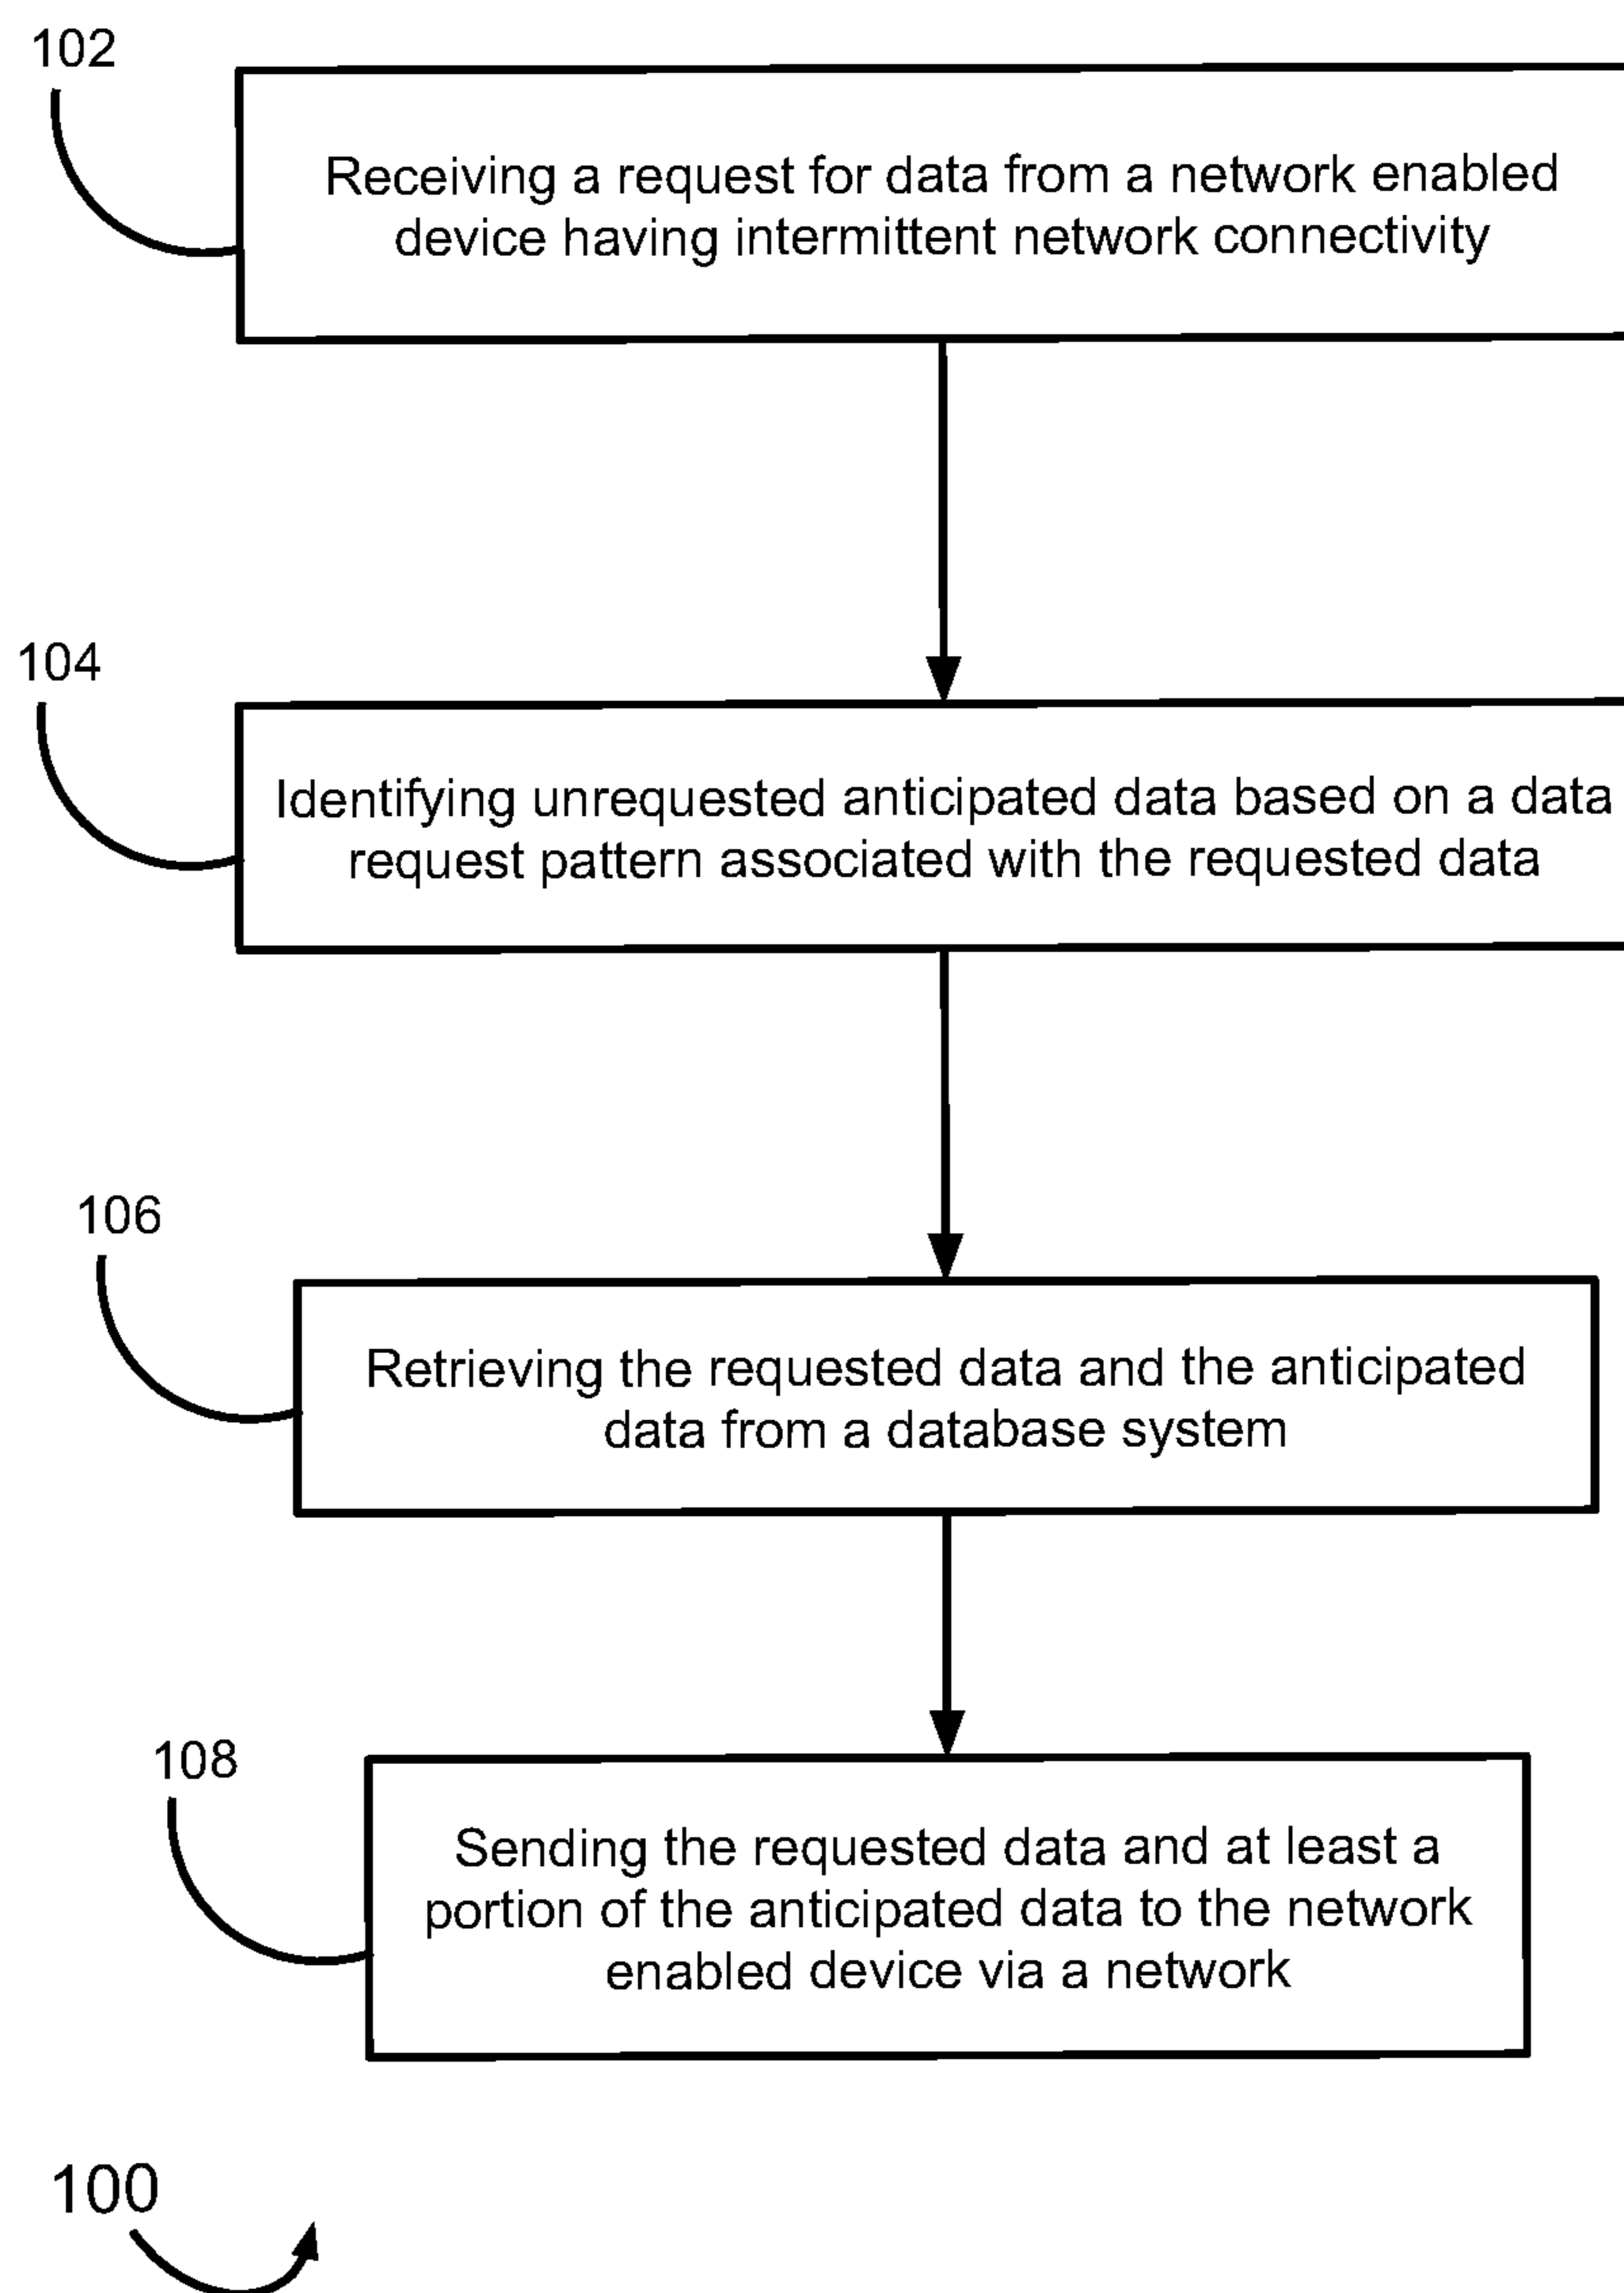 102
Receiving a request for data from a network enabled
device having intermittent network connectivity
104
Identifying unrequested anticipated data based on a data
request pattern associated with the requested data
106
Retrieving the requested data and the anticipated
data from a database system
108
Sending the requested data and at least a
portion of the anticipated data to the network
enabled device via a network
100